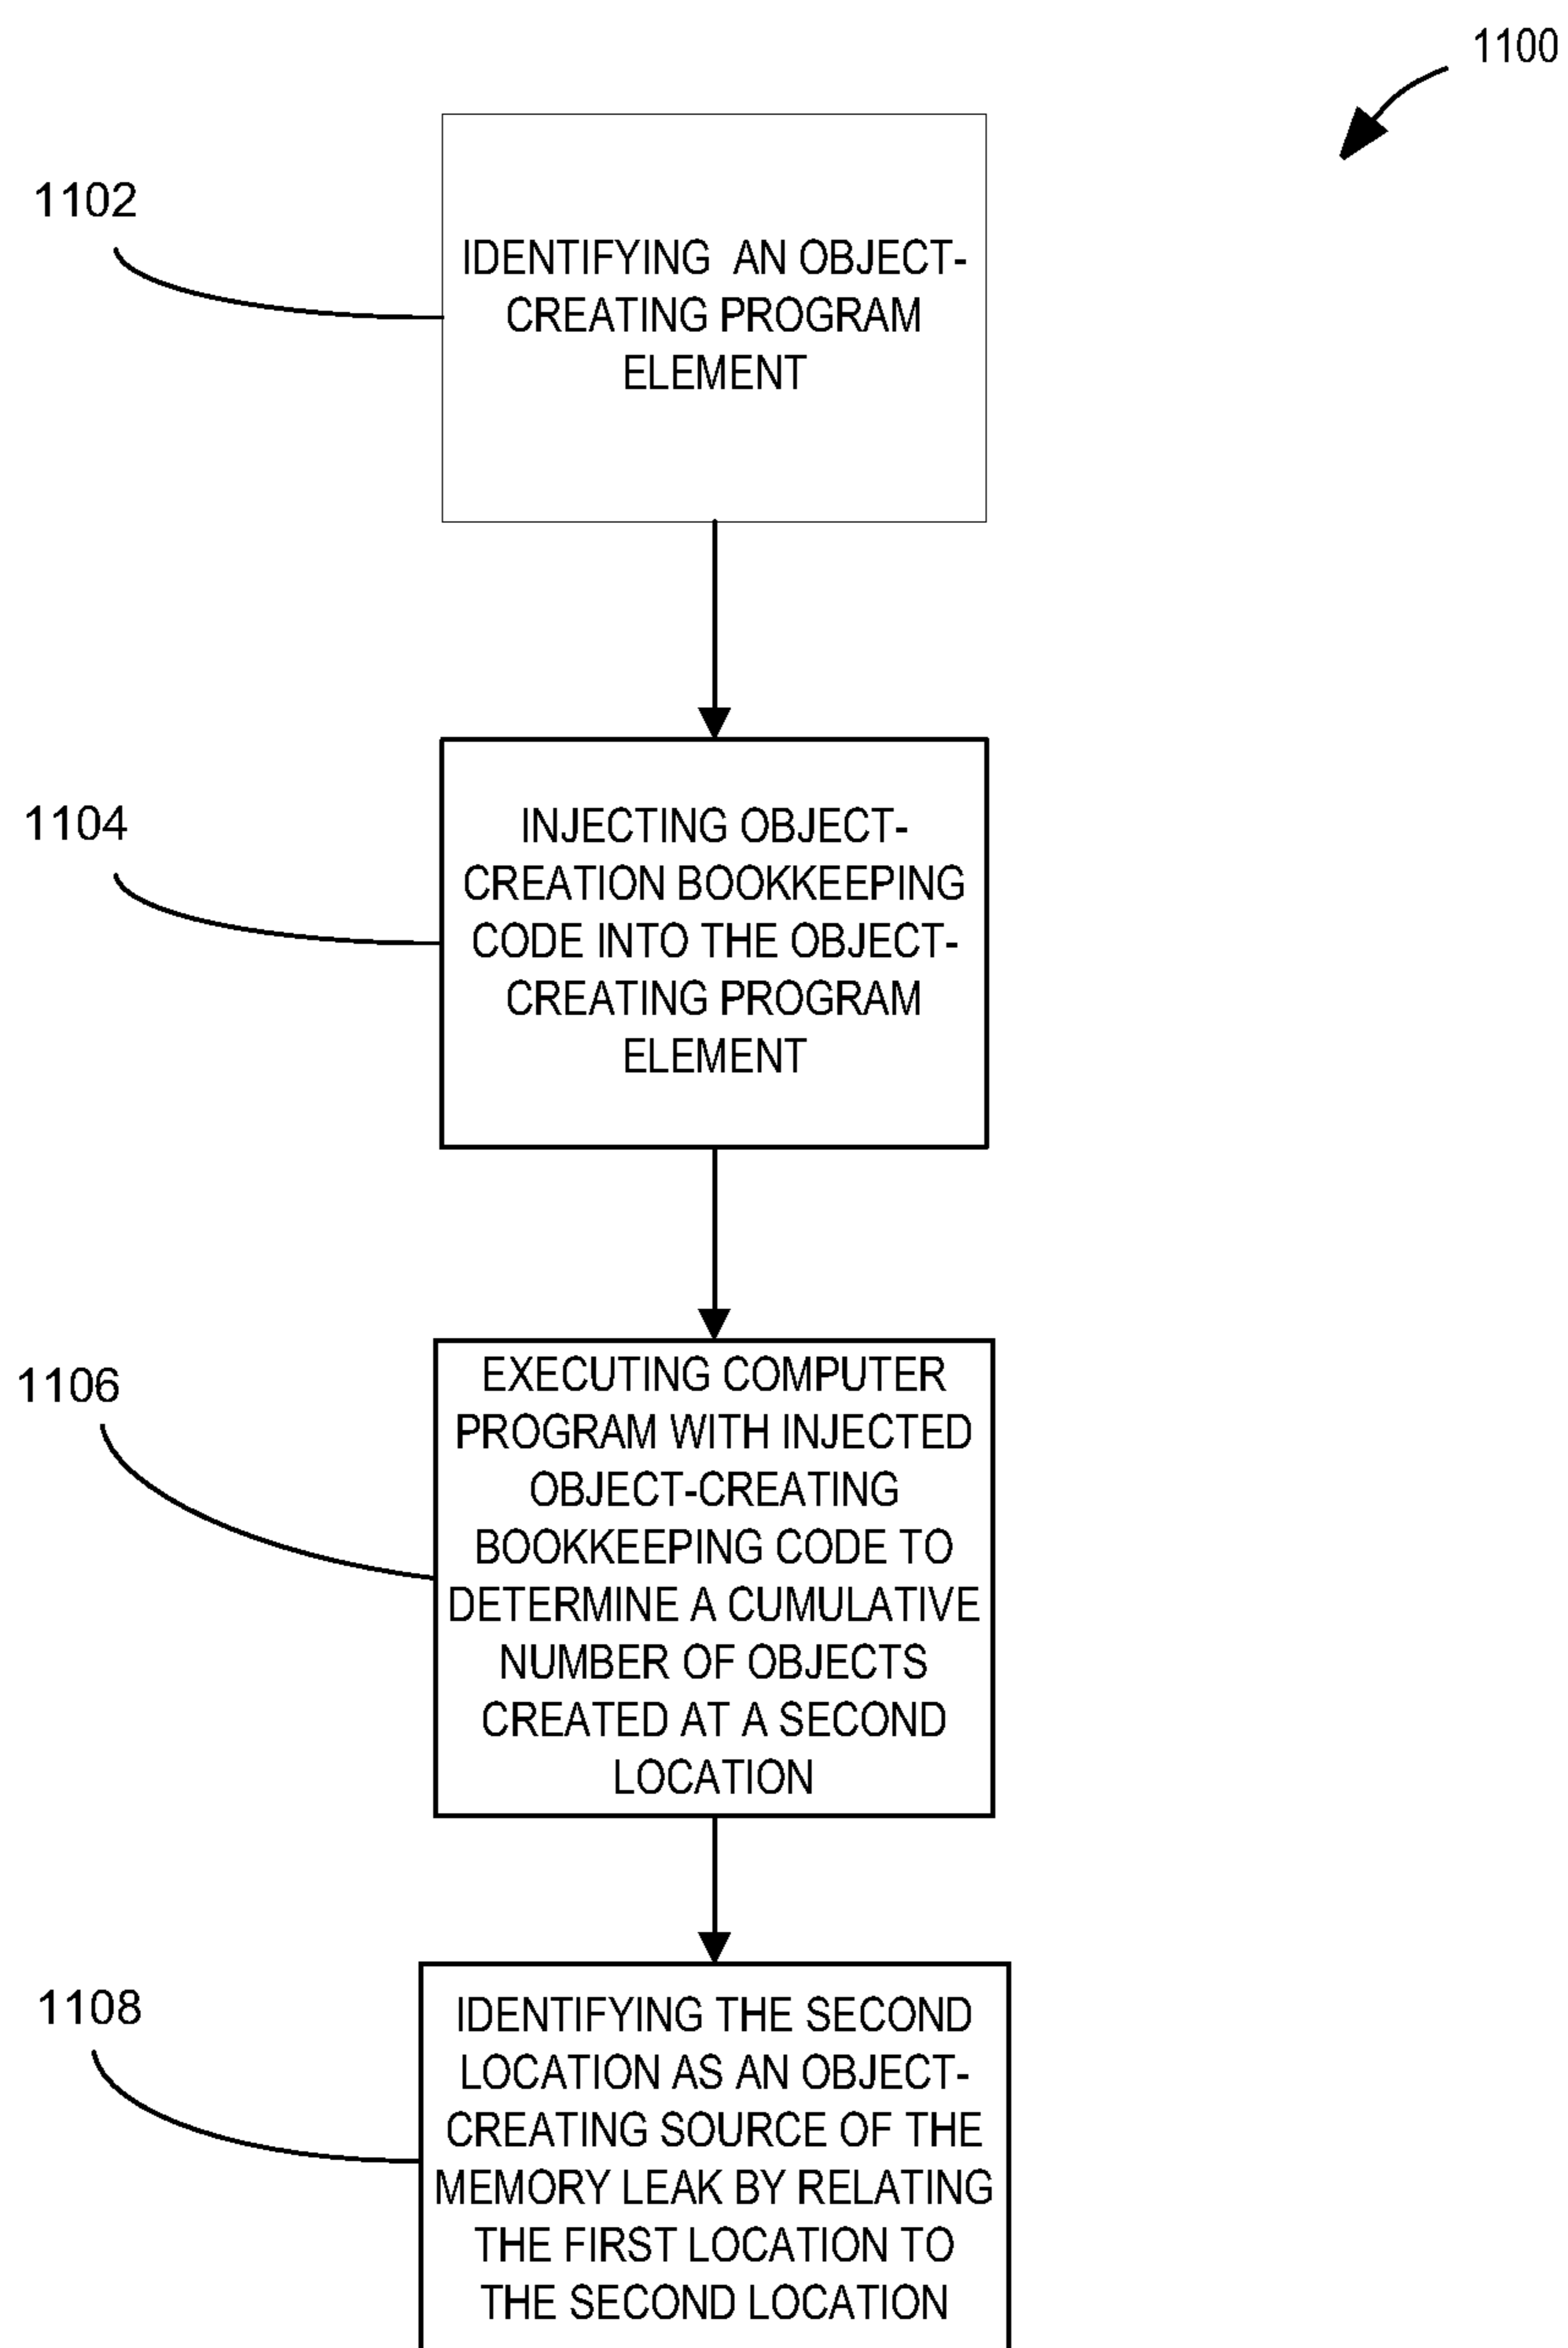 1100
1102
IDENTIFYING AN OBJECT-
CREATING PROGRAM
ELEMENT
1104
INJECTING OBJECT-
CREATION BOOKKEEPING
CODE INTO THE OBJECT-
CREATING PROGRAM
ELEMENT
1106
EXECUTING COMPUTER
PROGRAM WITH INJECTED
OBJECT-CREATING
BOOKKEEPING CODE TO
DETERMINE A CUMULATIVE
NUMBER OF OBJECTS
CREATED AT A SECOND
LOCATION
1108
IDENTIFYING THE SECOND
LOCATION AS AN OBJECT-
CREATING SOURCE OF THE
MEMORY LEAK BY RELATING
THE FIRST LOCATION TO
THE SECOND LOCATION